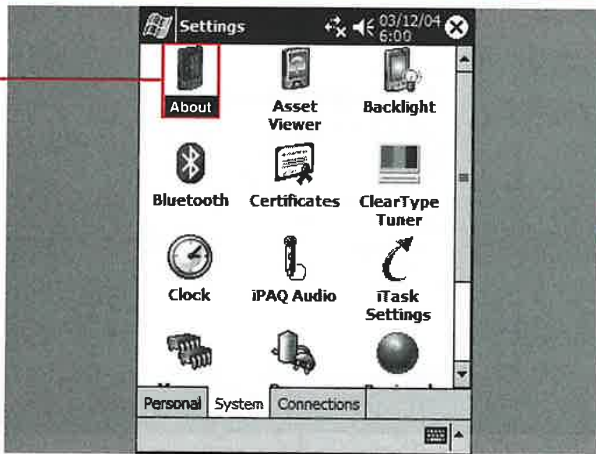 Settings
03/12/04
6:00
About
Asset
Viewer
Backlight
Bluetooth
Certificates
ClearType
Tuner
Clock
iPAQ Audio
iTask
Settings
Personal
System
Connections